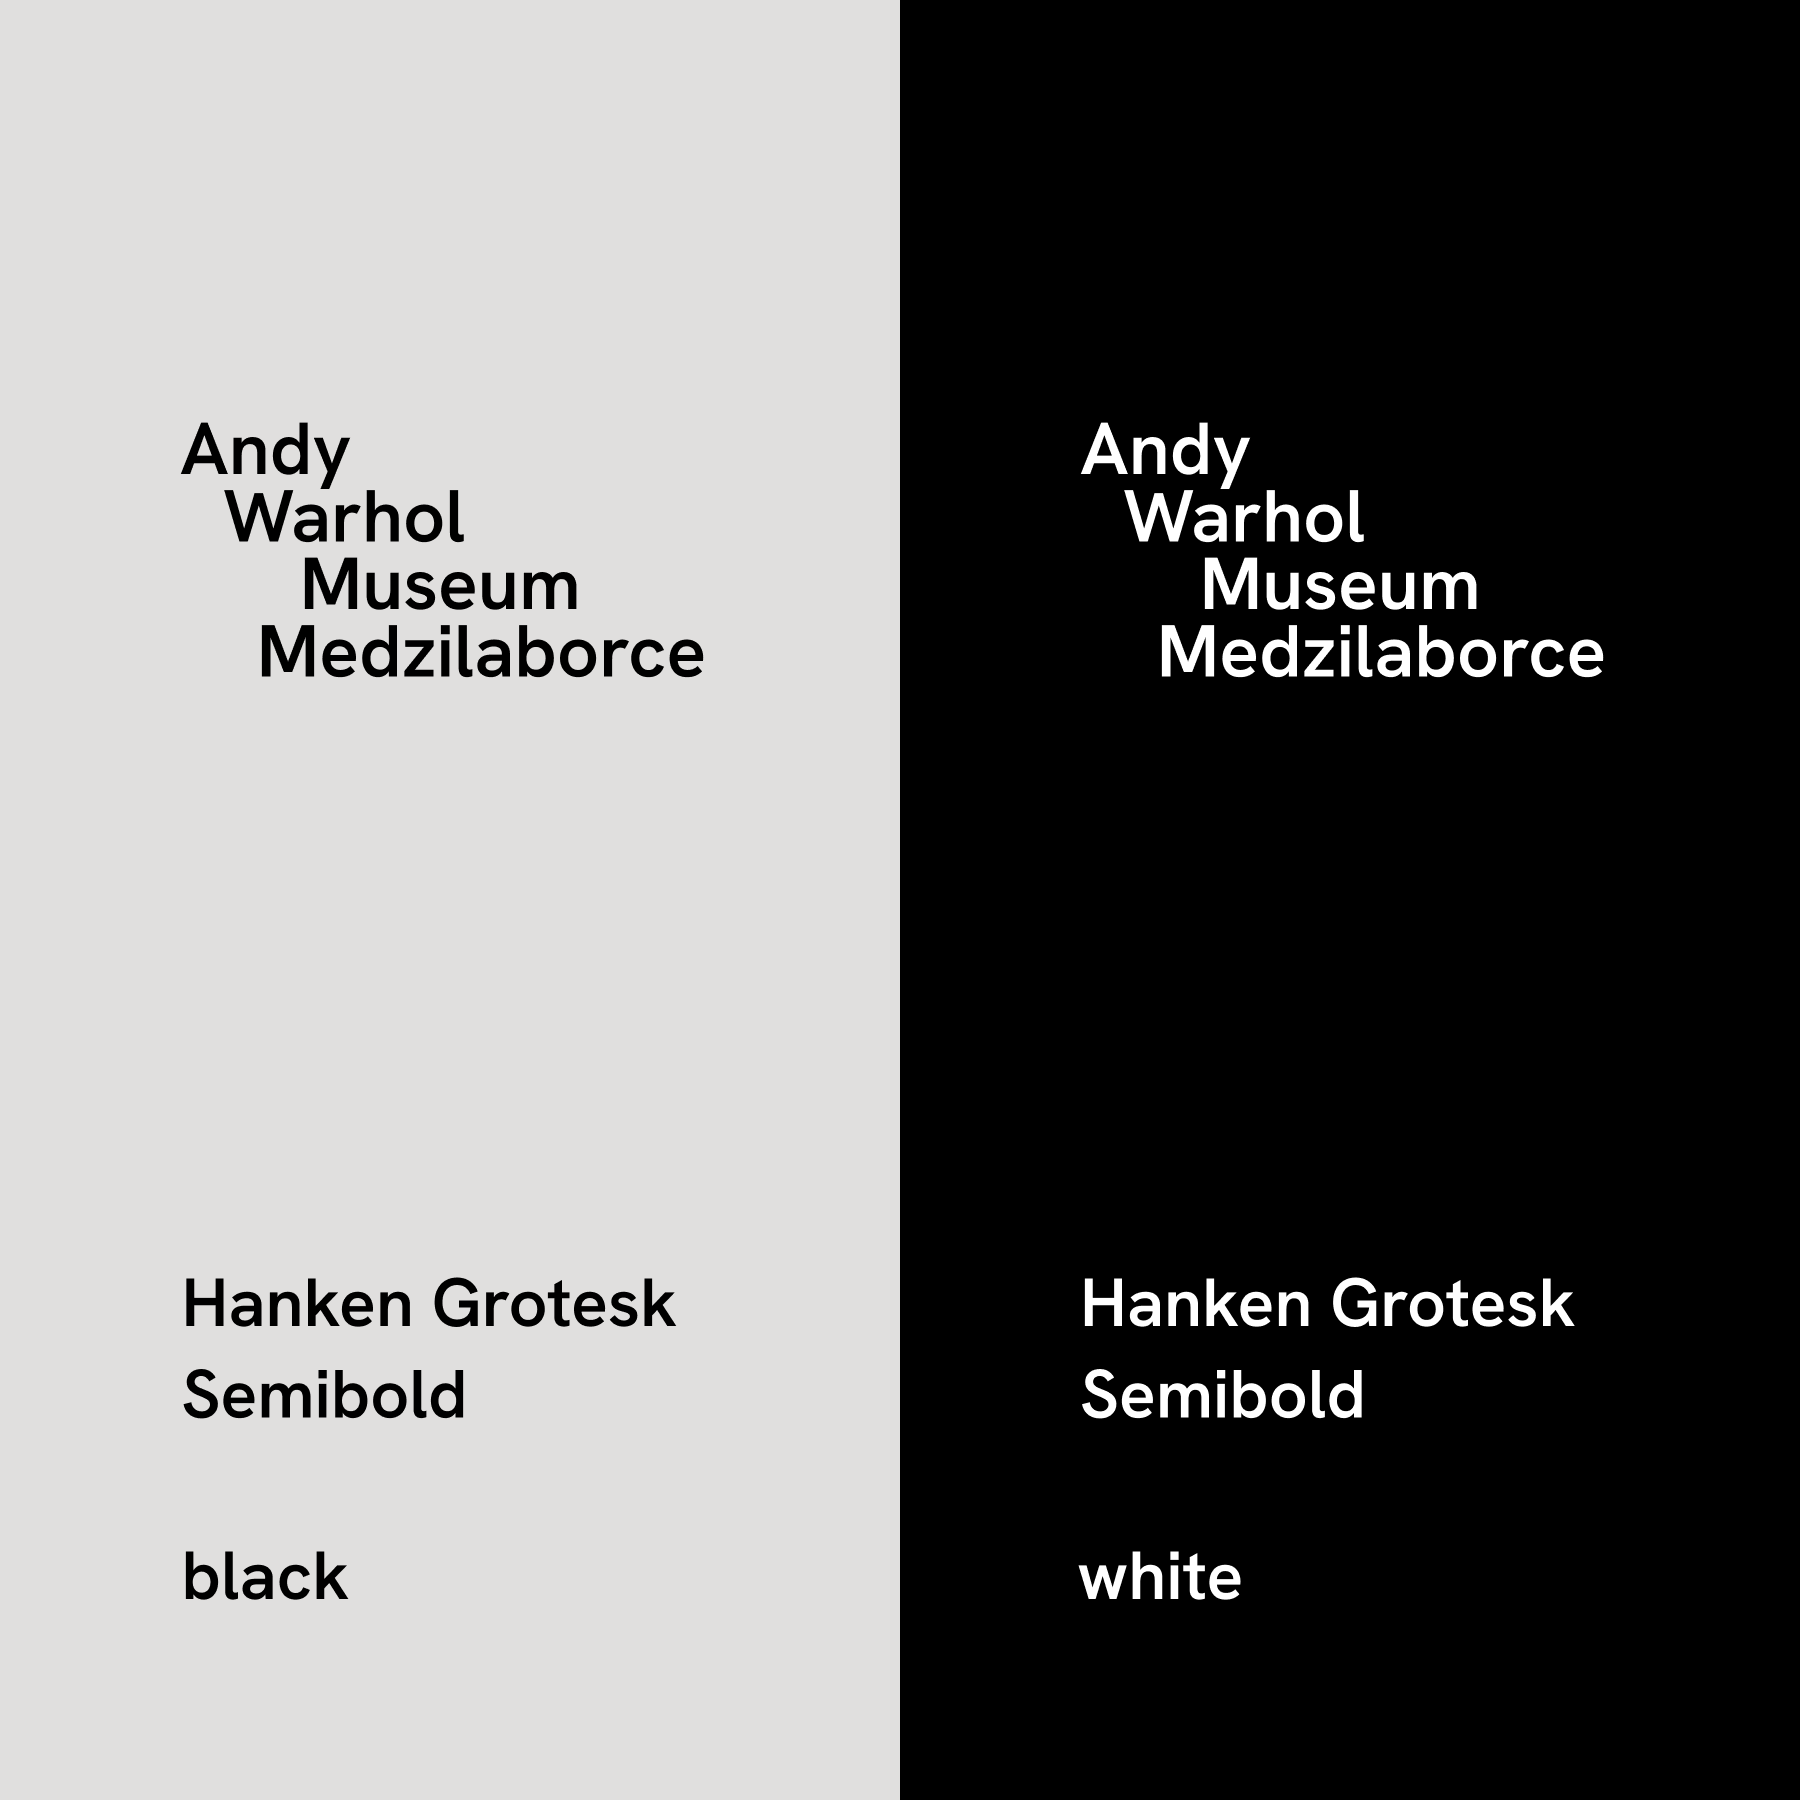 Andy
Warhol
Museum
Medzilaborce
Hanken Grotesk
Semibold
black
Andy
Warhol
Museum
Medzilaborce
Hanken Grotesk
Semibold
white